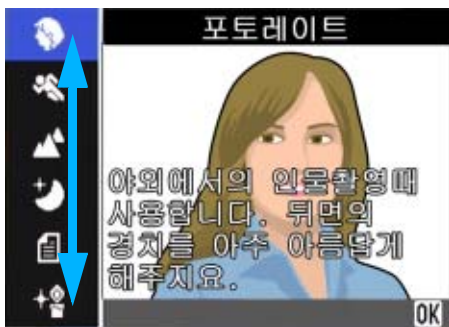 포토레이트
야외에서의 인물촬영때
사용합니다. 뒤면의
경치를 아주 아름답게
해주지요.
OK